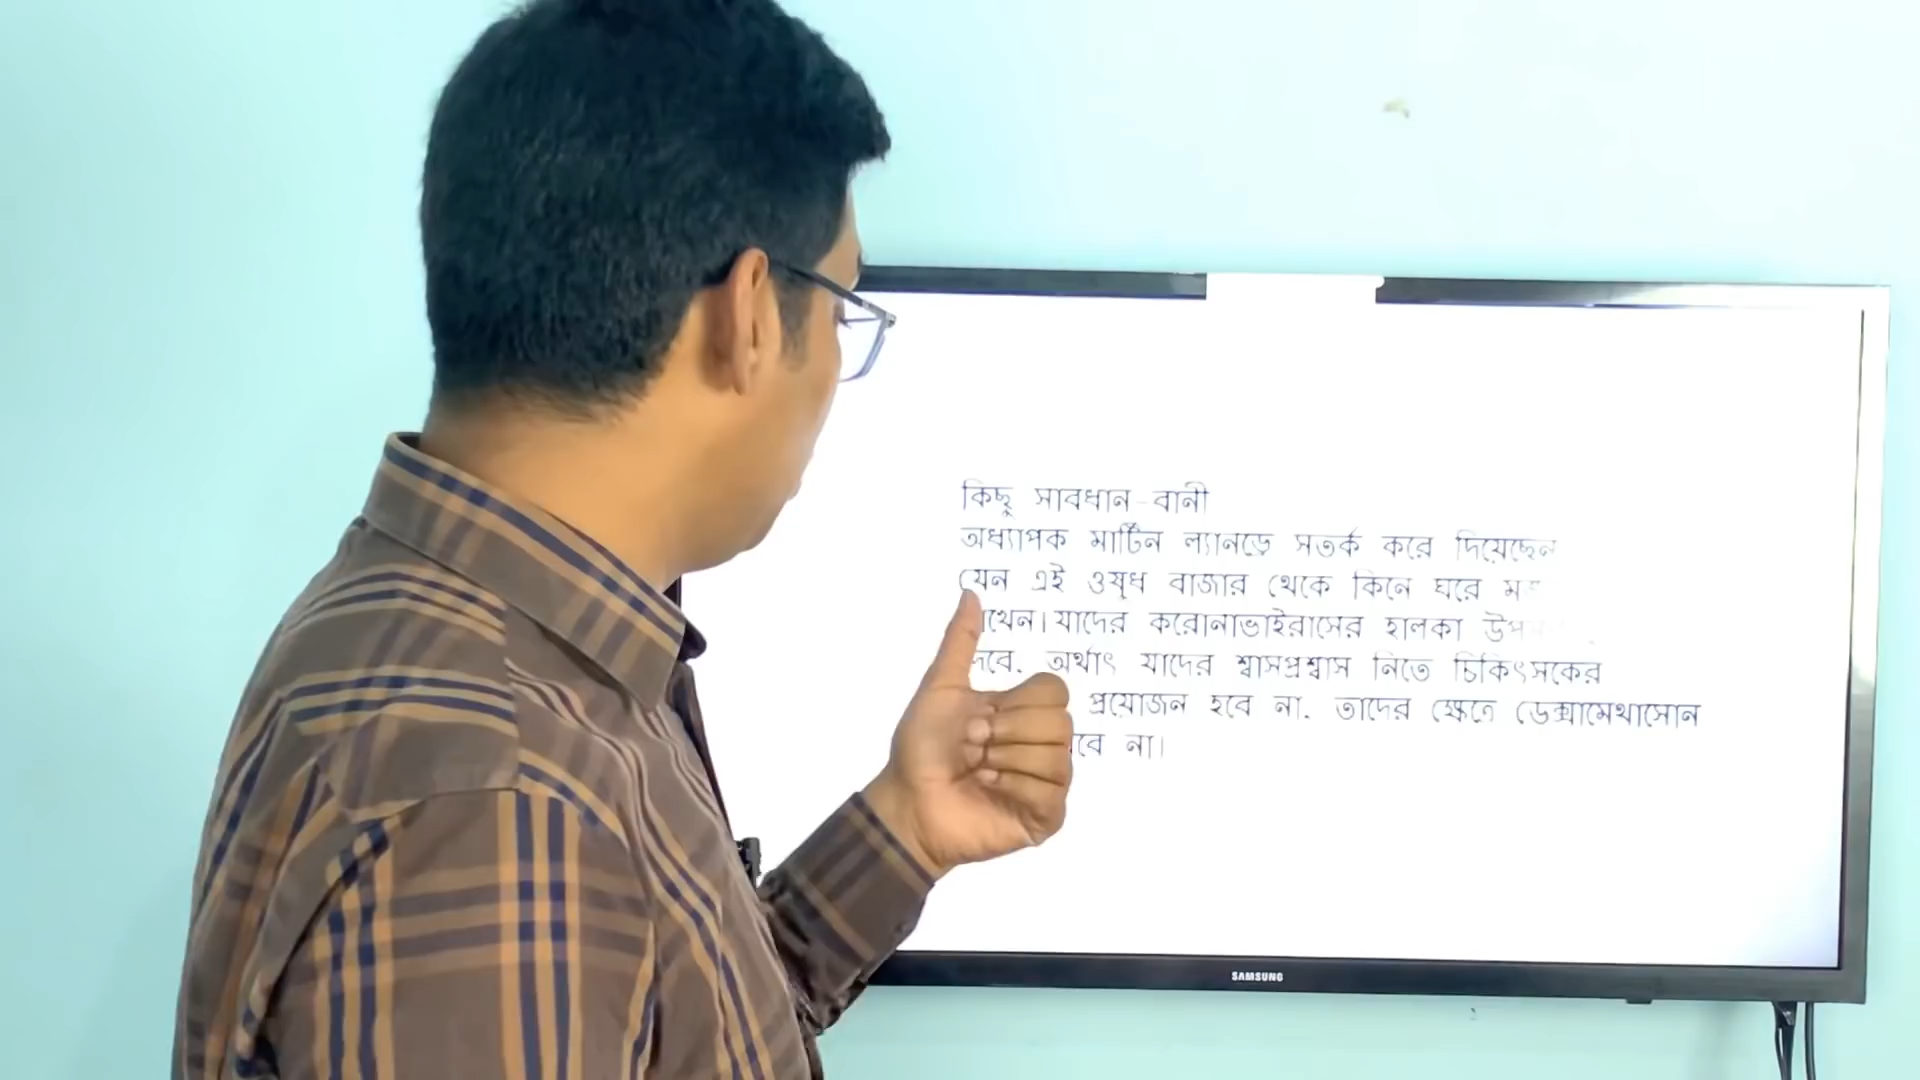 কিছু সাবধান-বানী
অধ্যাপক মার্টিন ল্যানড্রে সতর্ক করে দিয়েছেন
যেন এই ওষুধ বাজার থেকে কিনে ঘরে
যাদের করোনাভাইরাসের হালকা
অর্থাৎ যাদের শ্বাসপ্রশ্বাস নিতে চিকিৎসকের
প্রয়োজন হবে না. তাদের ক্ষেত্রে ডেক্সামেথাসোন
না।
SAMSUNG